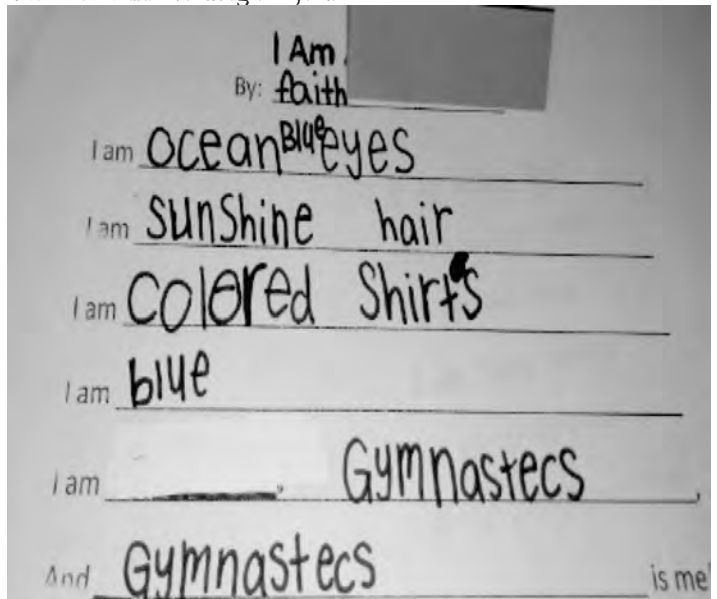 I Am
By: faith
I am ocean Blue eyes
I am sunshine hair
I am colored Shirts
I am blue
I am Gymnastecs
And Gymnastecs is me!